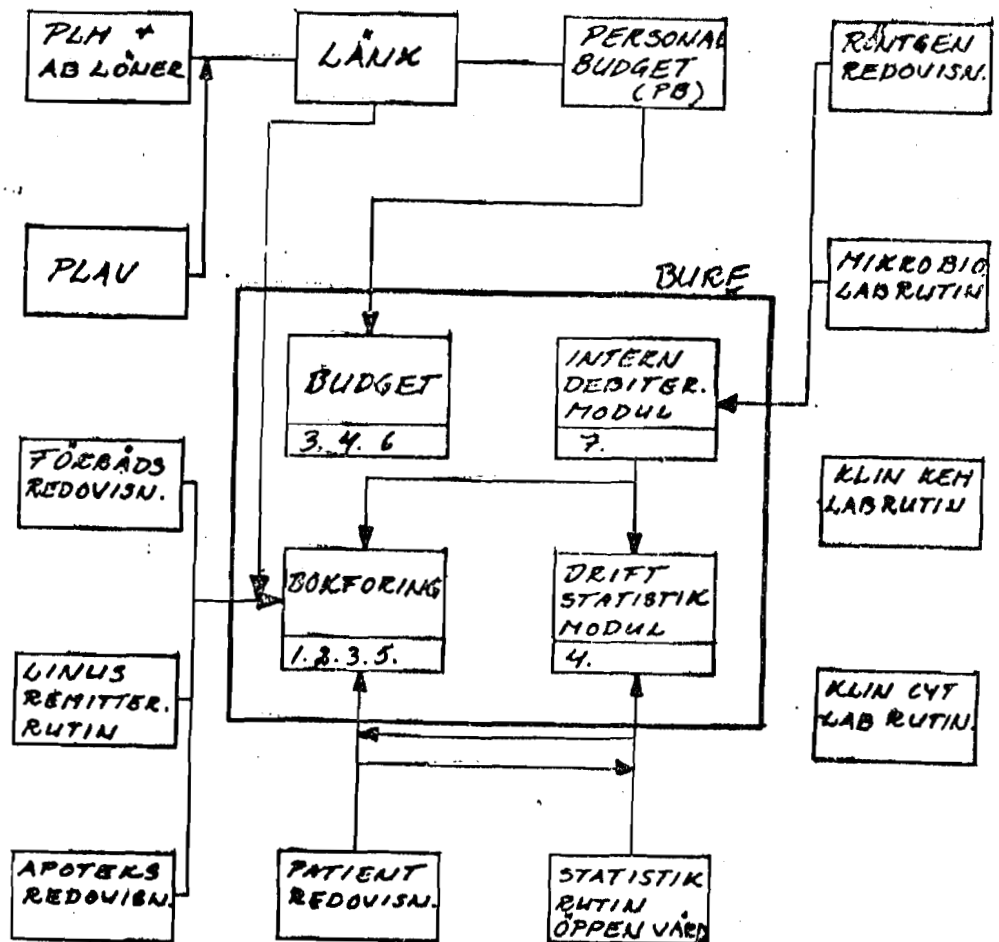 PLM +
AB LÖNER
LÄNK
PERSONAL
BUDGET
(PB)
RÖNTGEN
REDOVISN.
PLAV
MIKROBIO
LABRUTIN
BURE
BUDGET
3. 4. 6
INTERN
DEBITER.
MODUL
7.
FÖRRÅDS
REDOVISN.
KLIN KEM
LABRUTIN
BOKFORING
1. 2. 3. 5.
DRIFT
STATISTIK
MODUL
4.
LINUS
REMITTER.
RUTIN
KLIN CYT
LAB RUTIN.
APOTEKS
REDOVISN.
PATIENT
REDOVISN.
STATISTIK
RUTIN
ÖPPEN VÅRD